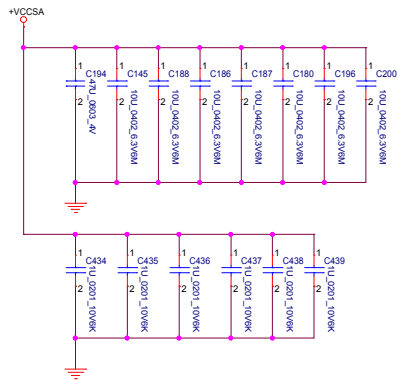 +VCCSA
1 1 1 1 1 1 1 1
C194 C145 C188 C186 C187 C180 C196 C200
47U_0603_4V 10U_0402_6.3V6M 10U_0402_6.3V6M 10U_0402_6.3V6M 10U_0402_6.3V6M 10U_0402_6.3V6M 10U_0402_6.3V6M 10U_0402_6.3V6M
2 2 2 2 2 2 2 2
1 1 1 1 1 1
C434 C435 C436 C437 C438 C439
1U_0201_10V6K 1U_0201_10V6K 1U_0201_10V6K 1U_0201_10V6K 1U_0201_10V6K 1U_0201_10V6K
2 2 2 2 2 2